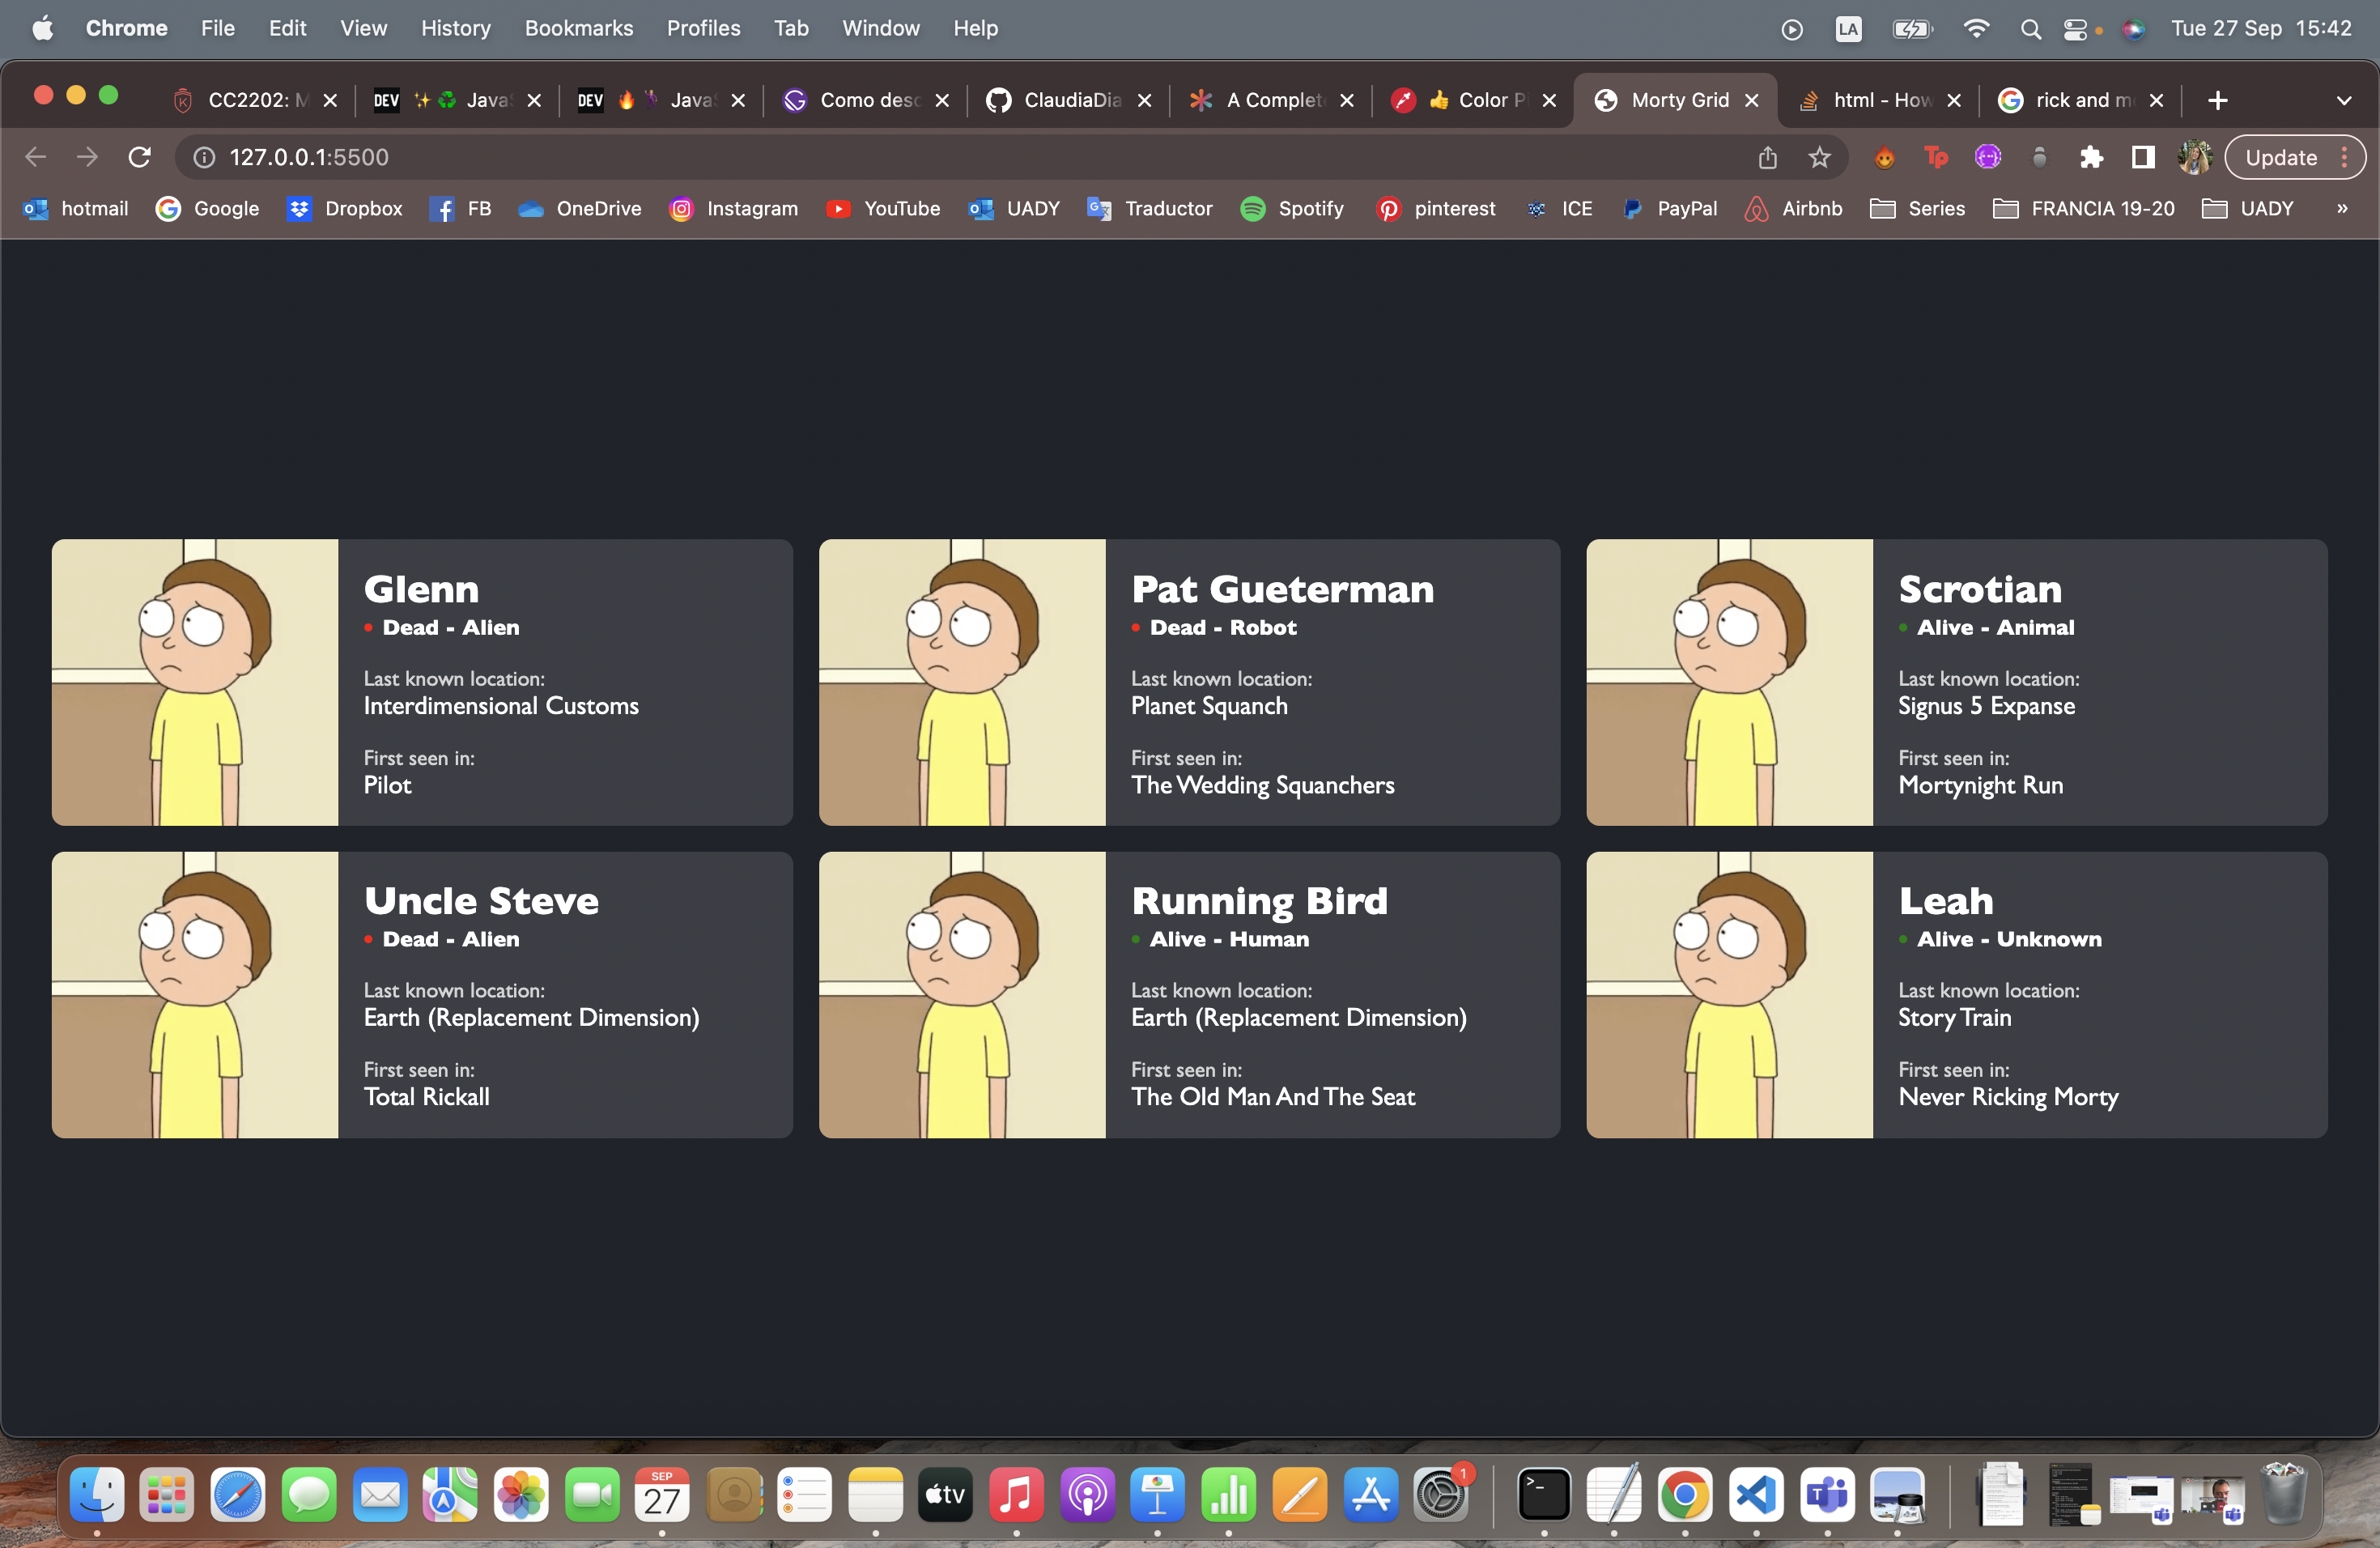 Chrome File Edit View History Bookmarks Profiles Tab Window Help LA Tue 27 Sep 15:42
CC2202: M DEV Java DEV Java Como desc ClaudiaDia A Complet Color P Morty Grid html - How rick and m
127.0.0.1:5500 Tp Update
hotmail Google Dropbox FB OneDrive Instagram YouTube UADY Traductor Spotify pinterest ICE PayPal Airbnb Series FRANCIA 19-20 UADY »
Glenn
Dead - Alien
Last known location:
Interdimensional Customs
First seen in:
Pilot
Pat Gueterman
Dead - Robot
Last known location:
Planet Squanch
First seen in:
The Wedding Squanchers
Scrotian
Alive - Animal
Last known location:
Signus 5 Expanse
First seen in:
Mortynight Run
Uncle Steve
Dead - Alien
Last known location:
Earth (Replacement Dimension)
First seen in:
Total Rickall
Running Bird
Alive - Human
Last known location:
Earth (Replacement Dimension)
First seen in:
The Old Man And The Seat
Leah
Alive - Unknown
Last known location:
Story Train
First seen in:
Never Ricking Morty
SEP
27
tv
1